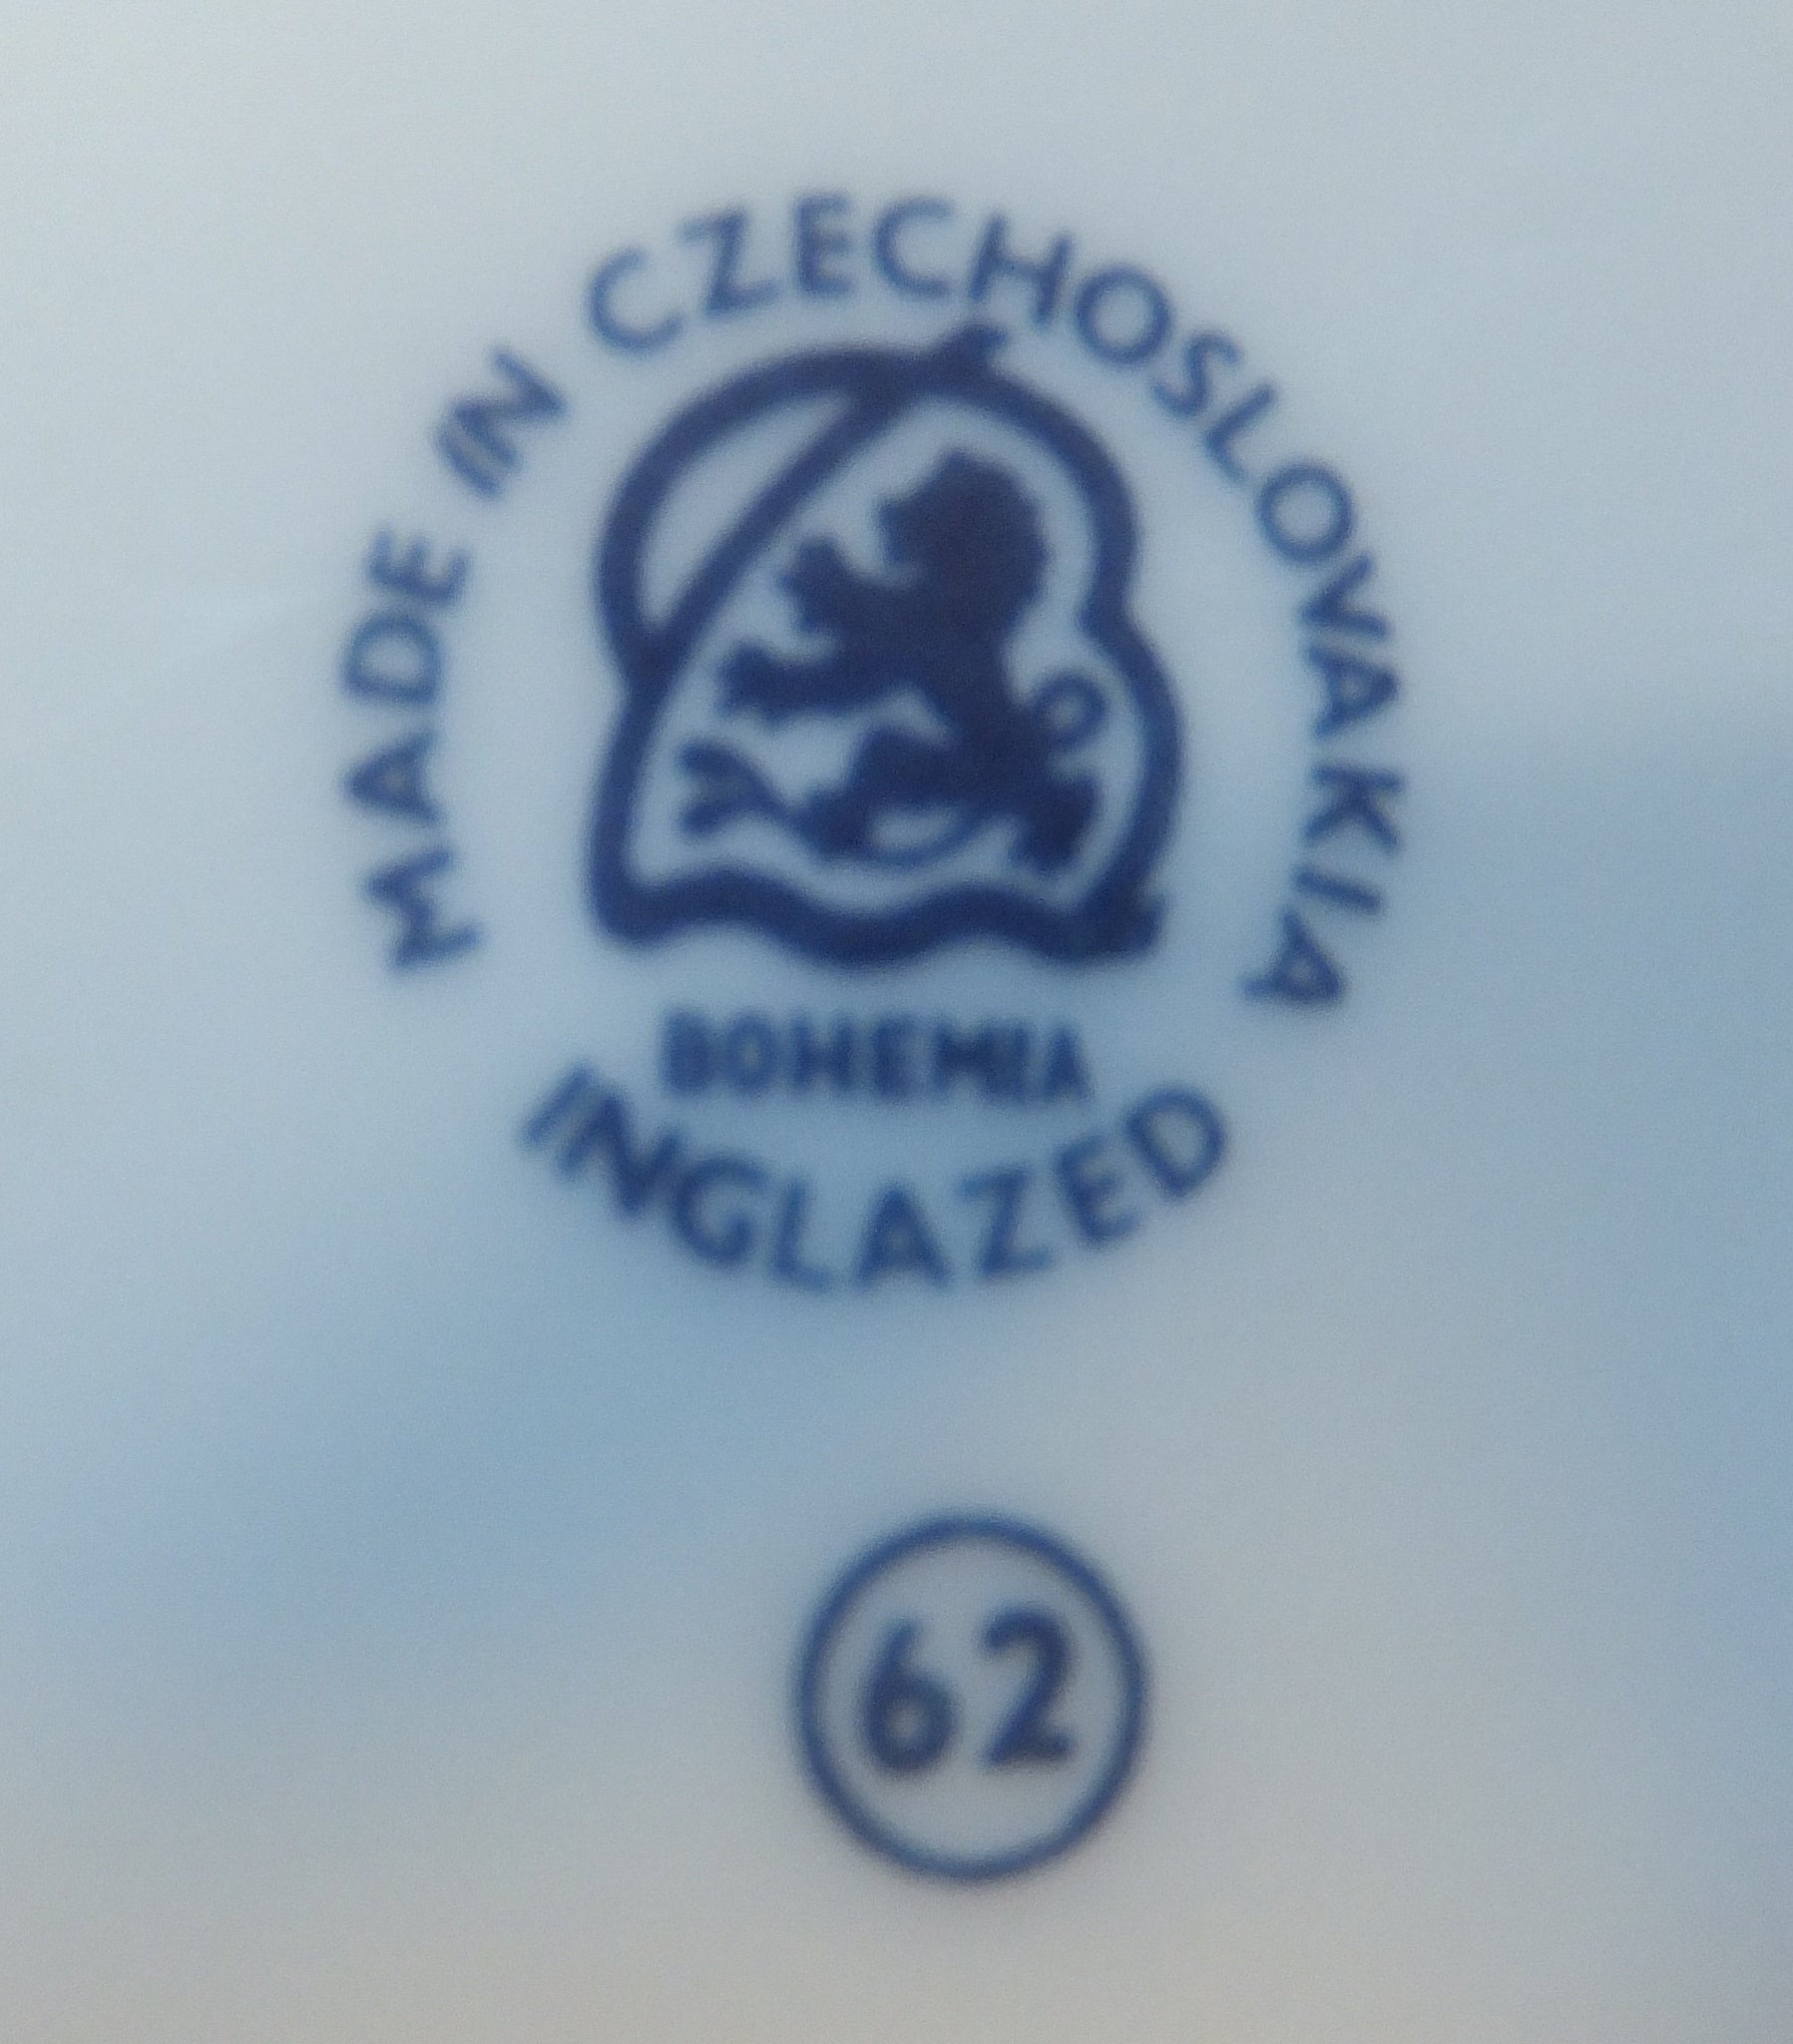 MADE IN CZECHOSLOVAKIA
BOHEMIA
INGLAZED
62